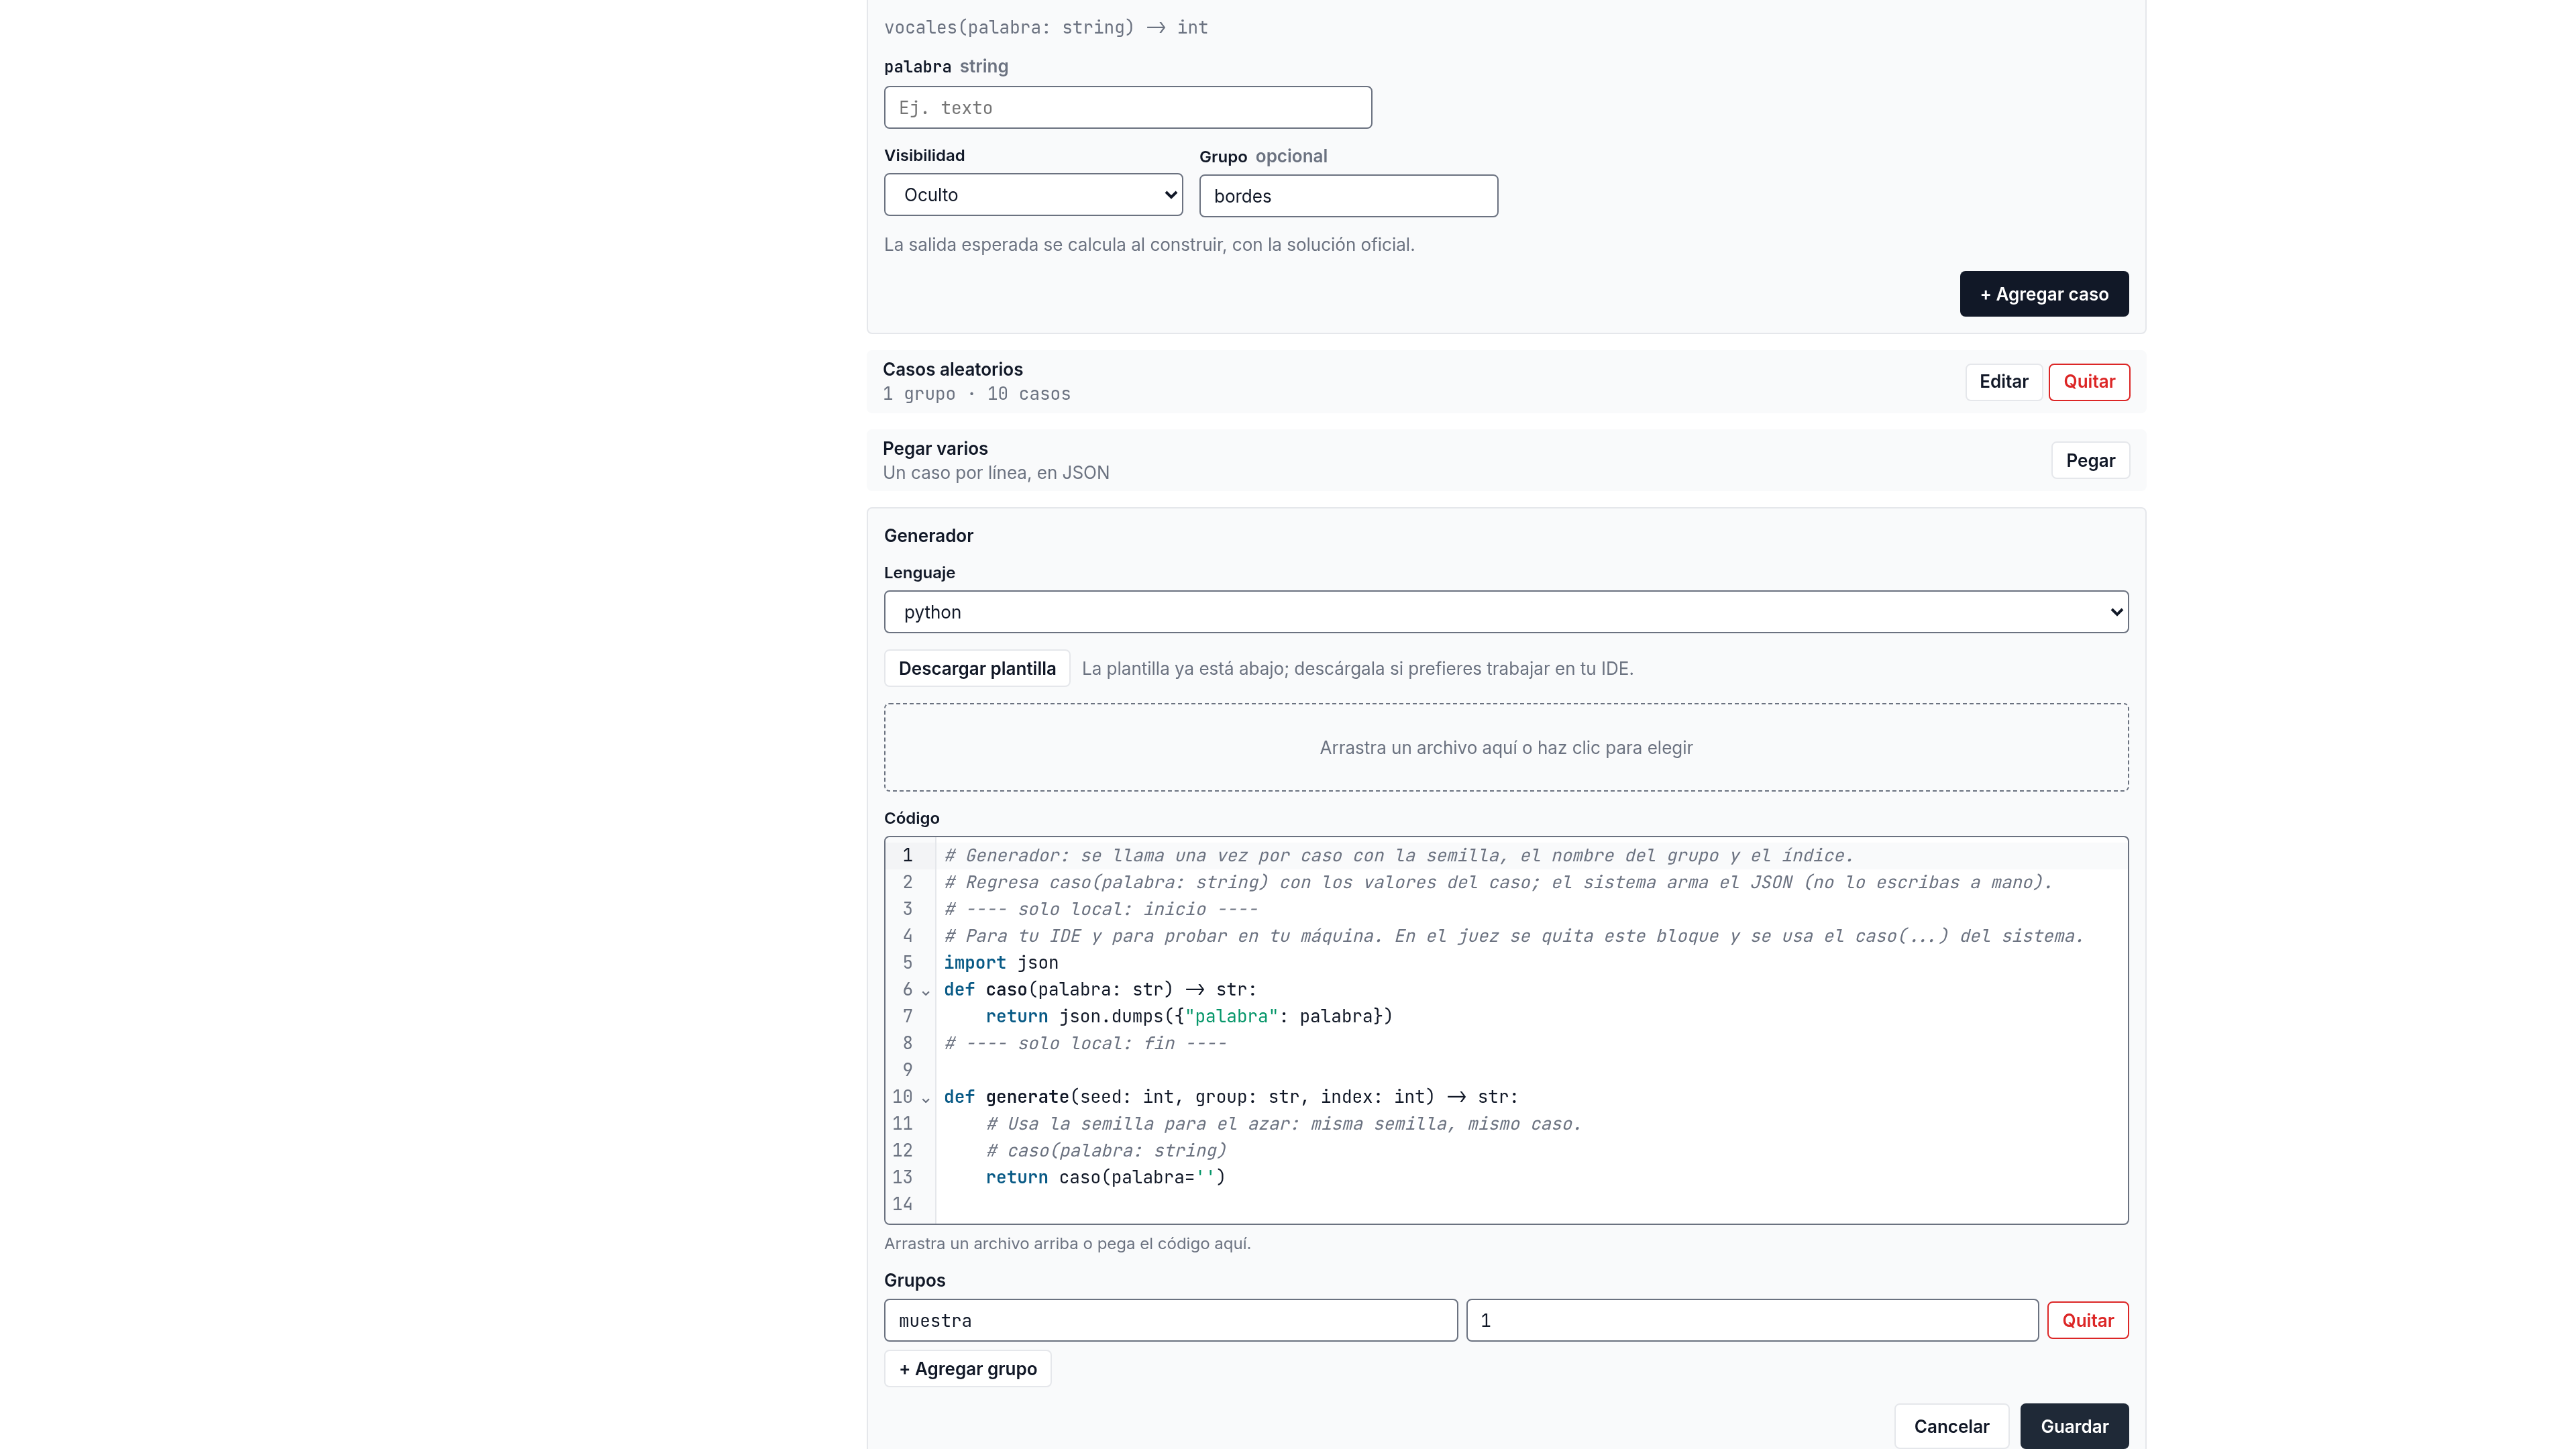 vocales(palabra: string) -> int
palabra string
Ej. texto
Visibilidad
Grupo opcional
Oculto
bordes
La salida esperada se calcula al construir, con la solución oficial.
+ Agregar caso
Casos aleatorios
1 grupo · 10 casos
Editar
Quitar
Pegar varios
Un caso por línea, en JSON
Pegar
Generador
Lenguaje
python
Descargar plantilla
La plantilla ya está abajo; descárgala si prefieres trabajar en tu IDE.
Arrastra un archivo aquí o haz clic para elegir
Código
1 # Generador: se llama una vez por caso con la semilla, el nombre del grupo y el índice.
2 # Regresa caso(palabra: string) con los valores del caso; el sistema arma el JSON (no lo escribas a mano).
3 # ---- solo local: inicio ----
4 # Para tu IDE y para probar en tu máquina. En el juez se quita este bloque y se usa el caso(...) del sistema.
5 import json
6 def caso(palabra: str) -> str:
7     return json.dumps({"palabra": palabra})
8 # ---- solo local: fin ----
9
10 def generate(seed: int, group: str, index: int) -> str:
11     # Usa la semilla para el azar: misma semilla, mismo caso.
12     # caso(palabra: string)
13     return caso(palabra='')
14
Arrastra un archivo arriba o pega el código aquí.
Grupos
muestra
1
Quitar
+ Agregar grupo
Cancelar
Guardar